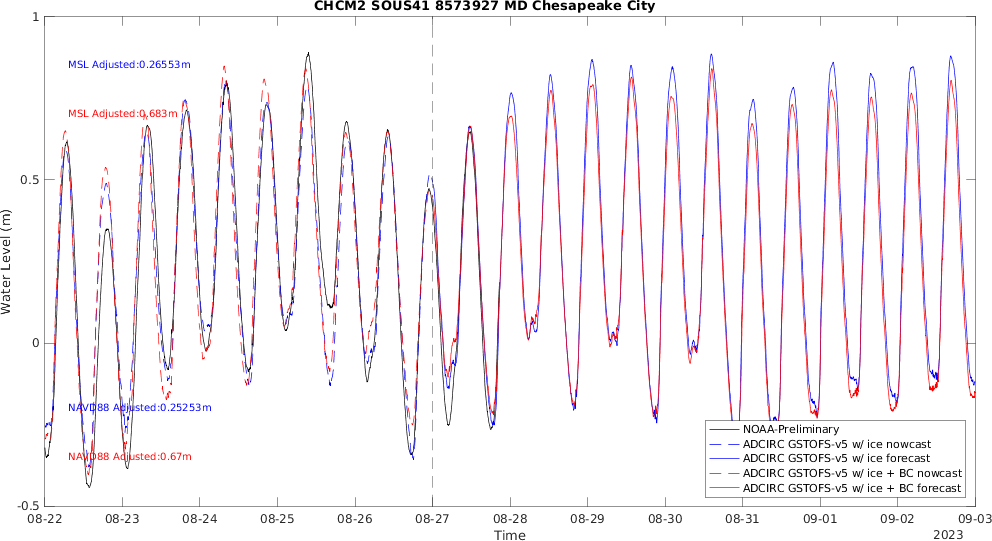 CHCM2 SOUS41 8573927 MD Chesapeake City
1
MSL Adjusted:0.26553m
MSL Adjusted:0.683m
0.5
Water Level (m)
0
NAVD88 Adjusted:0.25253m
NAVD88 Adjusted:0.67m
-0.5
NOAA-Preliminary
ADCIRC GSTOFS-v5 w/ ice nowcast
ADCIRC GSTOFS-v5 w/ ice forecast
ADCIRC GSTOFS-v5 w/ ice + BC nowcast
ADCIRC GSTOFS-v5 w/ ice + BC forecast
08-22 08-23 08-24 08-25 08-26 08-27 08-28 08-29 08-30 08-31 09-01 09-02 09-03
Time
2023